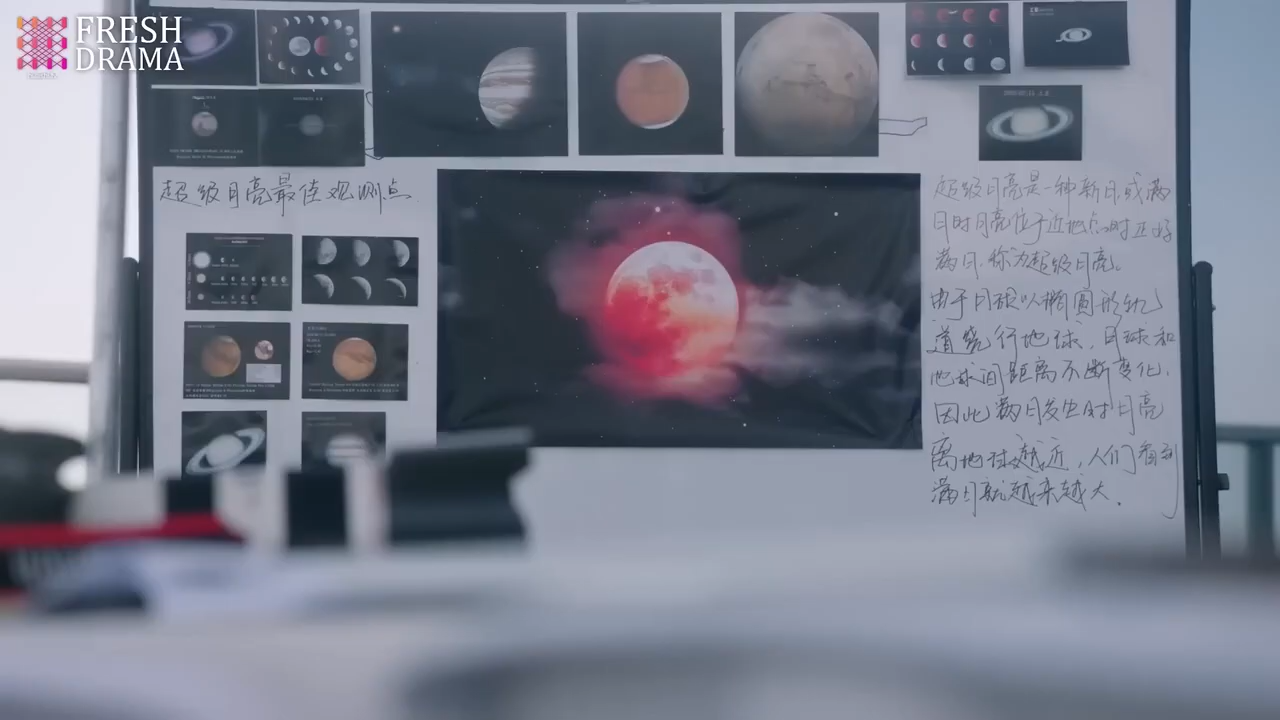 FRESH
DRAMA
超级月亮最佳观测点
超级月亮是一种新月或满
月时月亮位于近地点时正好
满月,称为超级月亮。
由于月球以椭圆形轨
道绕行地球,月球和
地球间距离不断变化,
因此满月发生时月亮
离地球越近,人们看到
满月就越来越大.